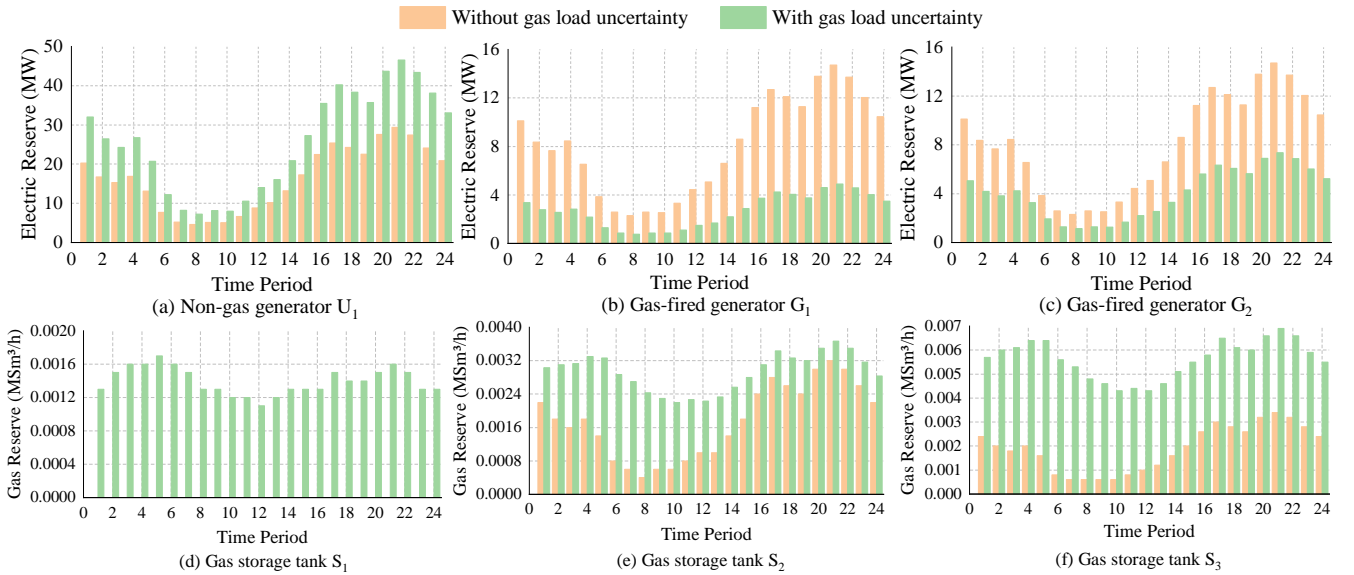 Without gas load uncertainty
With gas load uncertainty
Electric Reserve (MW)
50
40
30
20
10
0
0 2 4 6 8 10 12 14 16 18 20 22 24
Time Period
(a) Non-gas generator U₁
Electric Reserve (MW)
16
12
8
4
0
0 2 4 6 8 10 12 14 16 18 20 22 24
Time Period
(b) Gas-fired generator G₁
Electric Reserve (MW)
16
12
8
4
0
0 2 4 6 8 10 12 14 16 18 20 22 24
Time Period
(c) Gas-fired generator G₂
Gas Reserve (MSm³/h)
0.0020
0.0016
0.0012
0.0008
0.0004
0.0000
0 2 4 6 8 10 12 14 16 18 20 22 24
Time Period
(d) Gas storage tank S₁
Gas Reserve (MSm³/h)
0.0040
0.0032
0.0024
0.0016
0.0008
0.0000
0 2 4 6 8 10 12 14 16 18 20 22 24
Time Period
(e) Gas storage tank S₂
Gas Reserve (MSm³/h)
0.007
0.006
0.005
0.004
0.003
0.002
0.001
0.000
0 2 4 6 8 10 12 14 16 18 20 22 24
Time Period
(f) Gas storage tank S₃